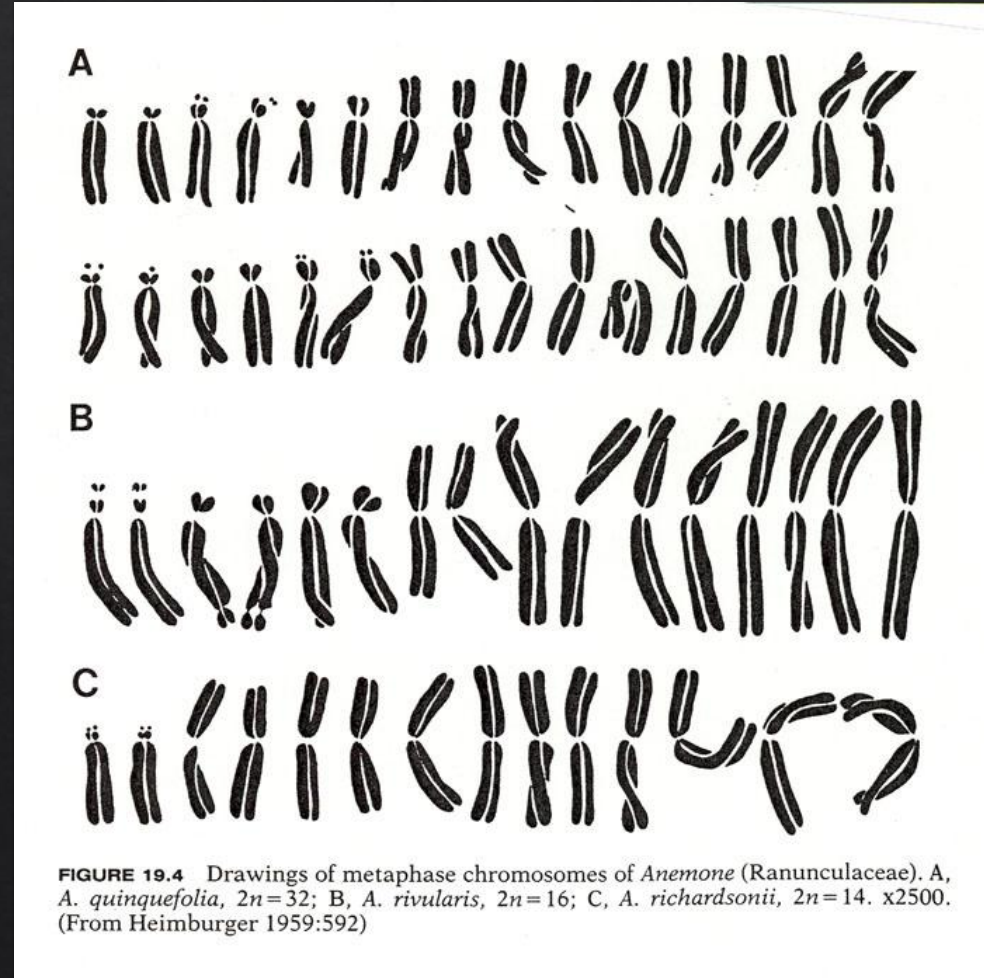 A
B
C
FIGURE 19.4 Drawings of metaphase chromosomes of Anemone (Ranunculaceae). A,
A. quinquefolia, 2n=32; B, A. rivularis, 2n=16; C, A. richardsonii, 2n=14. x2500.
(From Heimburger 1959:592)